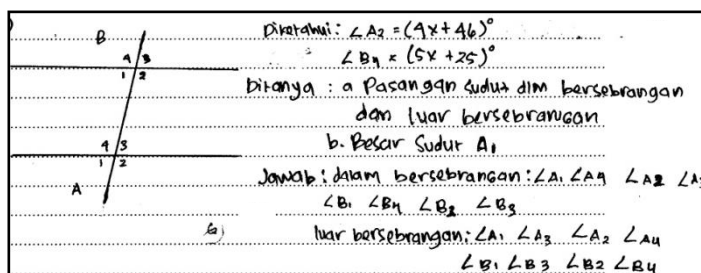 B
4 3
1 2
4 3
1 2
A
Diketahui: ∠A2 = (4x+46)°
∠B4 = (5x+25)°
Ditanya : a Pasangan sudut dlm bersebrangan
dan luar bersebrangan
b. Besar sudut A1
Jawab: dalam bersebrangan: ∠A1 ∠A4 ∠A2 ∠A3
∠B1 ∠B4 ∠B2 ∠B3
luar bersebrangan: ∠A1 ∠A3 ∠A2 ∠A4
∠B1 ∠B3 ∠B2 ∠B4